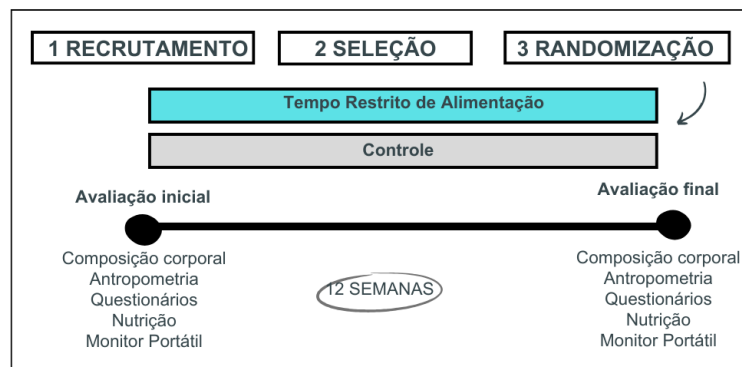 1 RECRUTAMENTO
2 SELEÇÃO
3 RANDOMIZAÇÃO
Tempo Restrito de Alimentação
Controle
Avaliação inicial
Avaliação final
Composição corporal
Antropometria
Questionários
Nutrição
Monitor Portátil
12 SEMANAS
Composição corporal
Antropometria
Questionários
Nutrição
Monitor Portátil